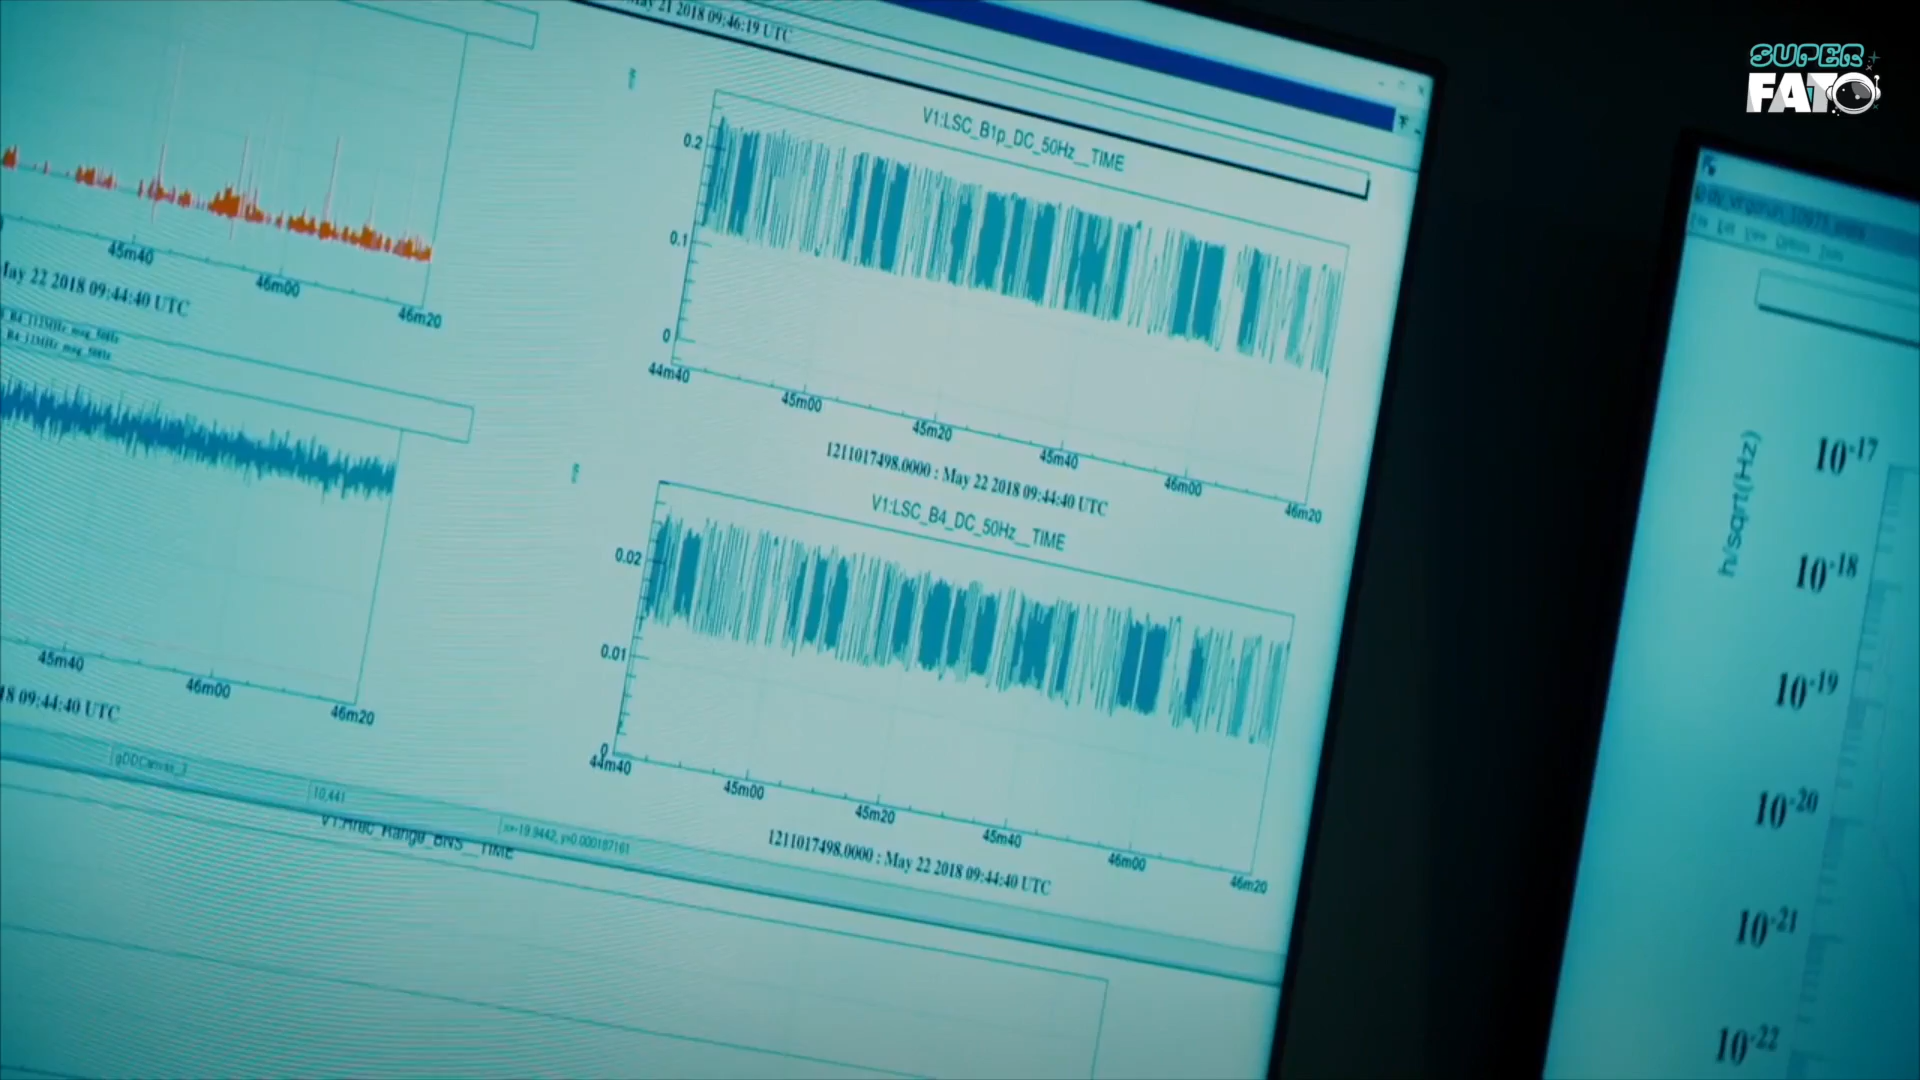 May 21 2018 09:46:19 UTC
SUPER
FATO
V1:LSC_B1p_DC_50Hz__TIME
0.2
0.1
0
44m40
45m00
45m20
45m40
46m00
46m20
1211017498.0000 : May 22 2018 09:44:40 UTC
45m40
46m00
46m20
May 22 2018 09:44:40 UTC
V1:LSC_B4_DC_50Hz__TIME
0.02
0.01
0
44m40
45m00
45m20
45m40
46m00
46m20
1211017498.0000 : May 22 2018 09:44:40 UTC
45m40
46m00
46m20
18 09:44:40 UTC
10,441
Range_BNS__TIME
h/sqrt(Hz)
10⁻¹⁷
10⁻¹⁸
10⁻¹⁹
10⁻²⁰
10⁻²¹
10⁻²²